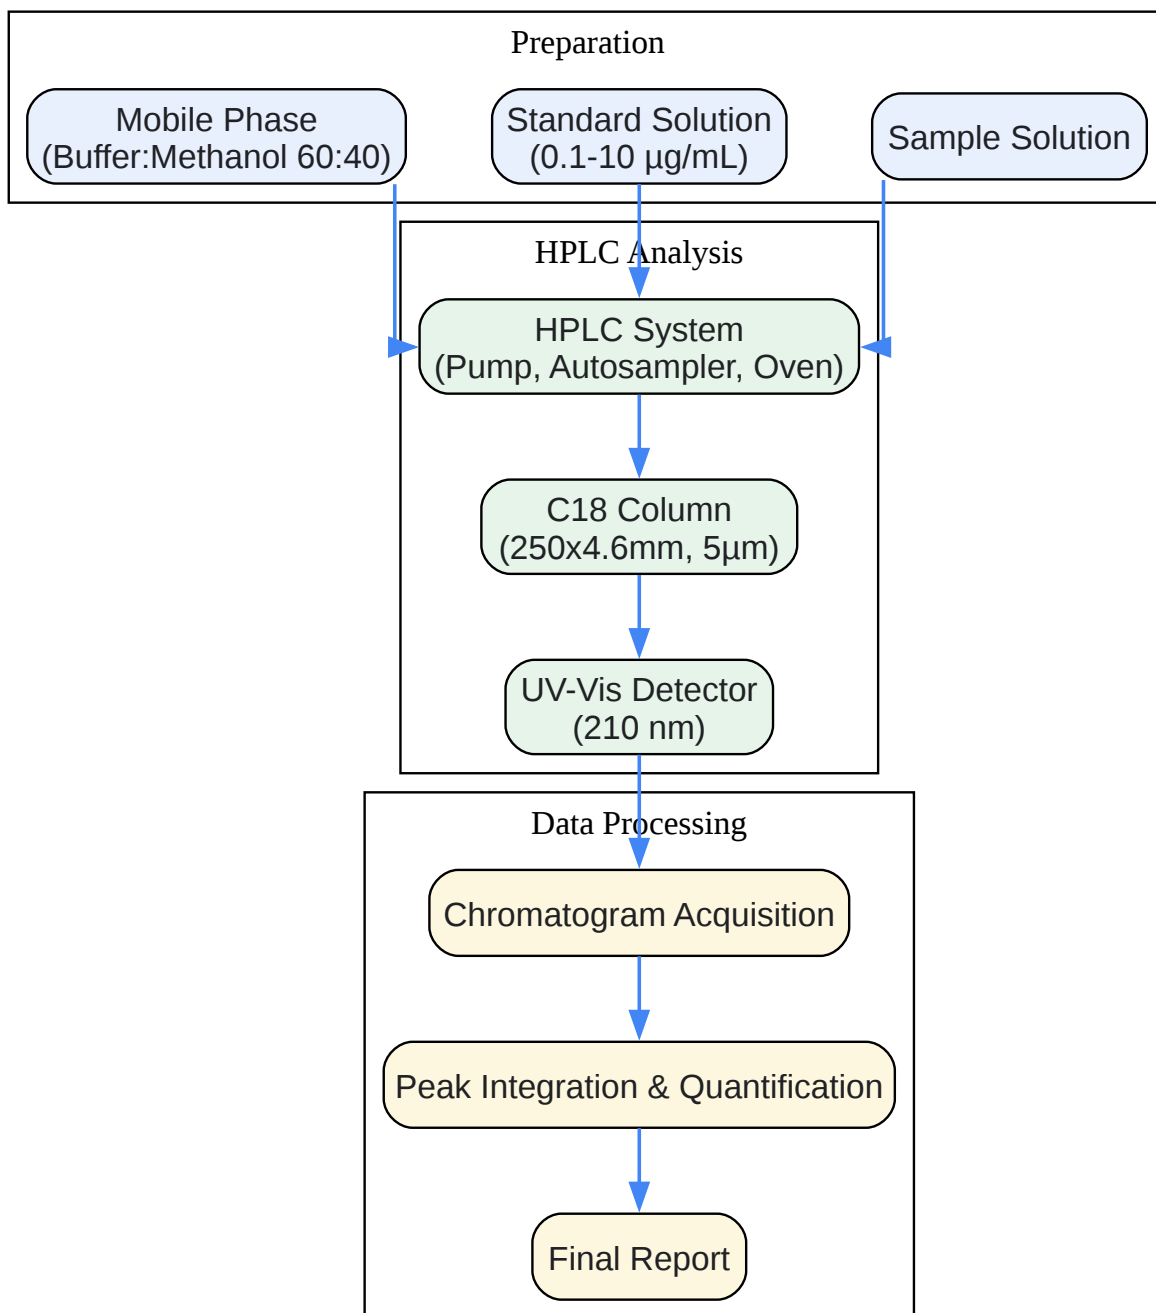 Preparation
Mobile Phase
(Buffer:Methanol 60:40)
Standard Solution
(0.1-10 µg/mL)
Sample Solution
HPLC Analysis
HPLC System
(Pump, Autosampler, Oven)
C18 Column
(250x4.6mm, 5µm)
UV-Vis Detector
(210 nm)
Data Processing
Chromatogram Acquisition
Peak Integration & Quantification
Final Report